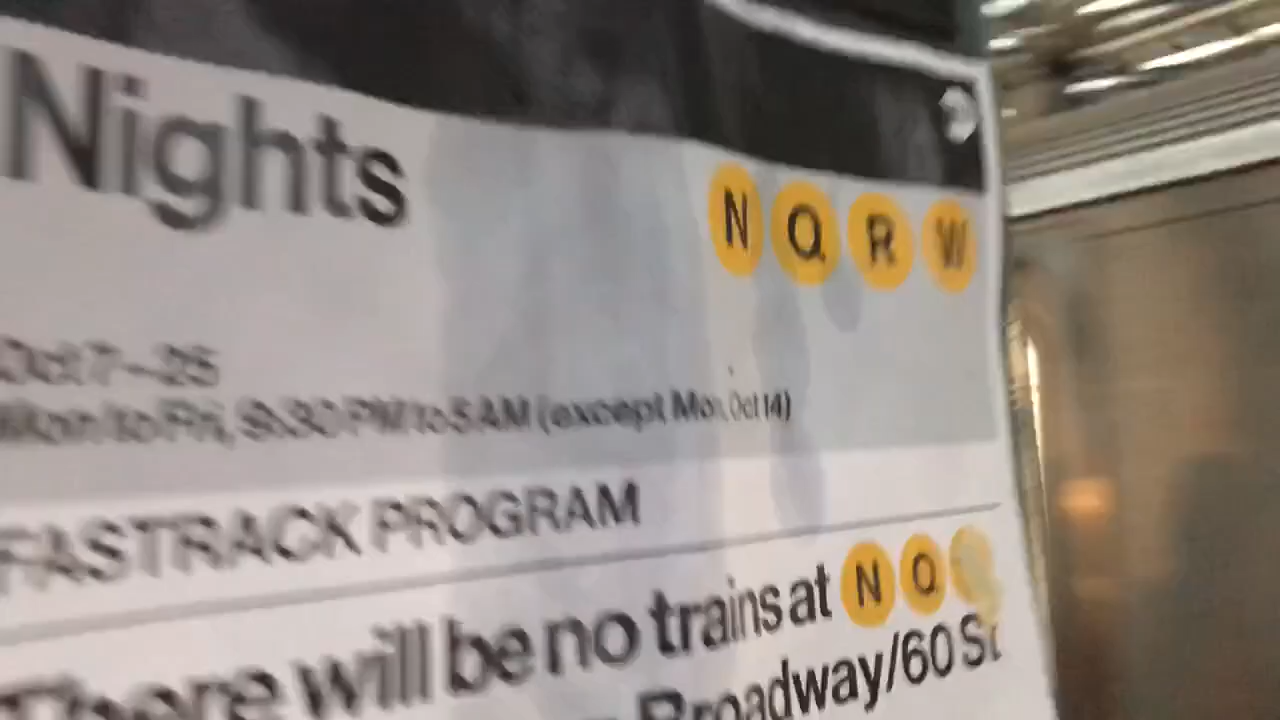 Nights
N Q R W
Oct 7–25
Mon to Fri, 9:30 PM to 5 AM (except Mon, Oct 14)
FASTRACK PROGRAM
There will be no trains at N Q
Broadway/60 St